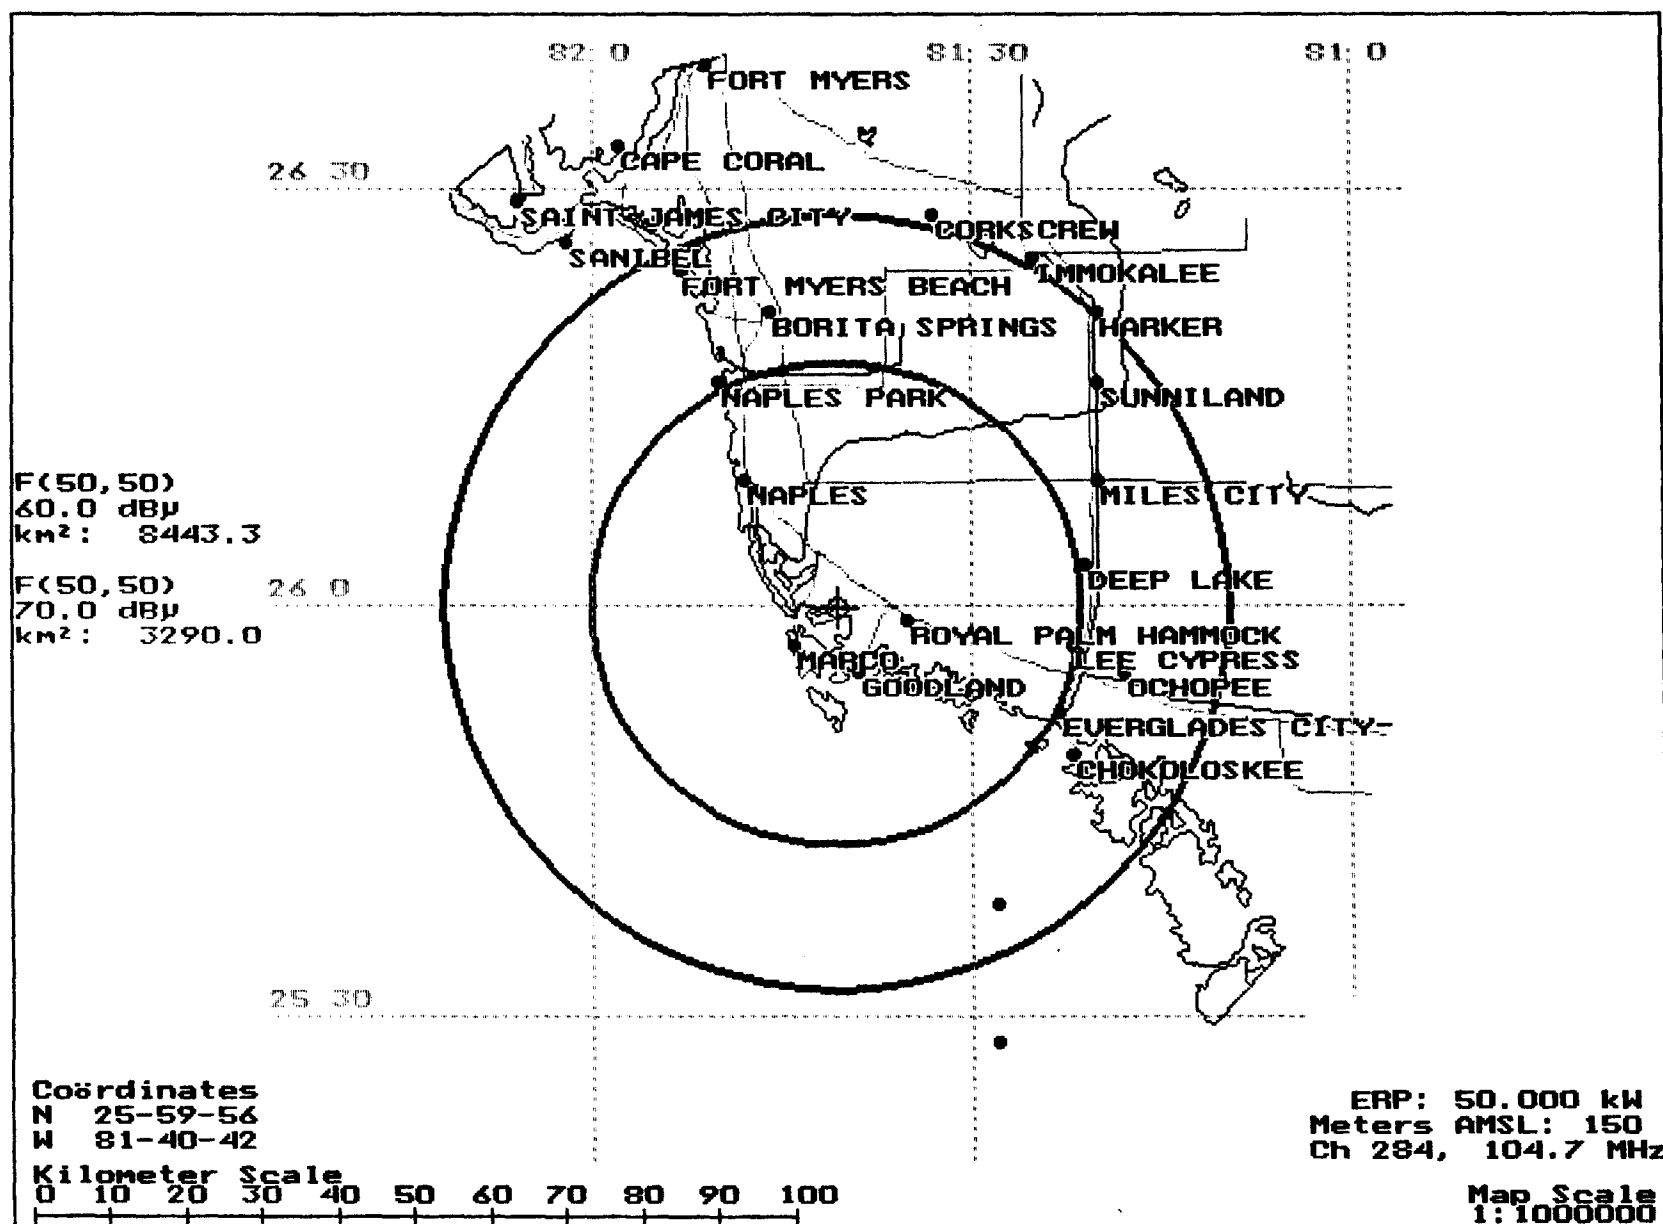 82 0
81 30
81 0
FORT MYERS
CAPE CORAL
26 30
SAINT JAMES CITY
CORKSCREW
SANIBEL
IMMOKALEE
FORT MYERS BEACH
BORITA SPRINGS
HARKER
NAPLES PARK
SUNNILAND
F(50,50)
60.0 dBµ
km²: 8443.3
NAPLES
MILES CITY
F(50,50)
70.0 dBµ
km²: 3290.0
26 0
DEEP LAKE
ROYAL PALM HAMMOCK
MARCO
LEE CYPRESS
GOODLAND
OCHOPEE
EVERGLADES CITY
CHOKOLOSKEE
25 30
Coördinates
N 25-59-56
W 81-40-42
Kilometer Scale
0 10 20 30 40 50 60 70 80 90 100
ERP: 50.000 kW
Meters AMSL: 150
Ch 284, 104.7 MHz
Map Scale
1:1000000